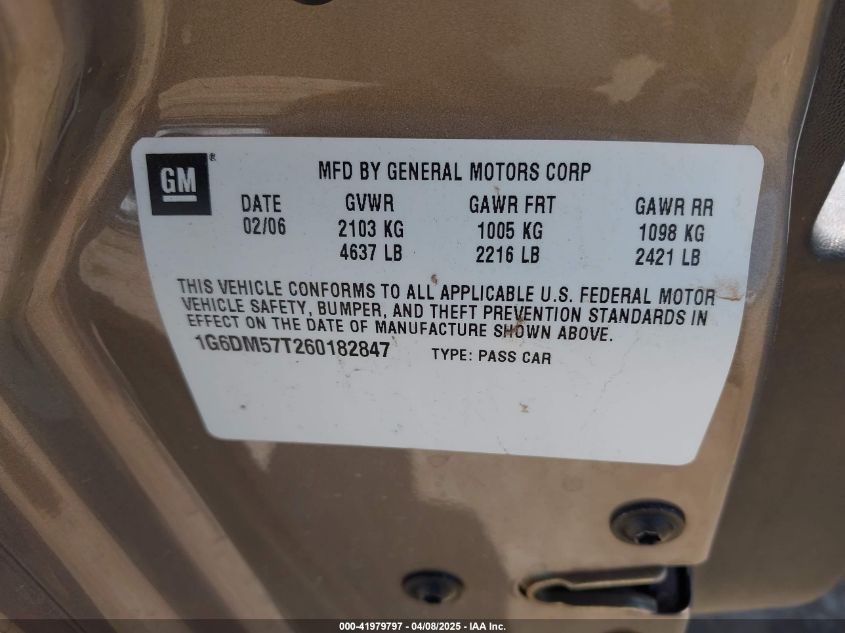 GM®
MFD BY GENERAL MOTORS CORP
DATE GVWR GAWR FRT GAWR RR
02/06 2103 KG 1005 KG 1098 KG
4637 LB 2216 LB 2421 LB
THIS VEHICLE CONFORMS TO ALL APPLICABLE U.S. FEDERAL MOTOR
VEHICLE SAFETY, BUMPER, AND THEFT PREVENTION STANDARDS IN
EFFECT ON THE DATE OF MANUFACTURE SHOWN ABOVE.
1G6DM57T260182847 TYPE: PASS CAR
000-41979797 - 04/08/2025 - IAA Inc.